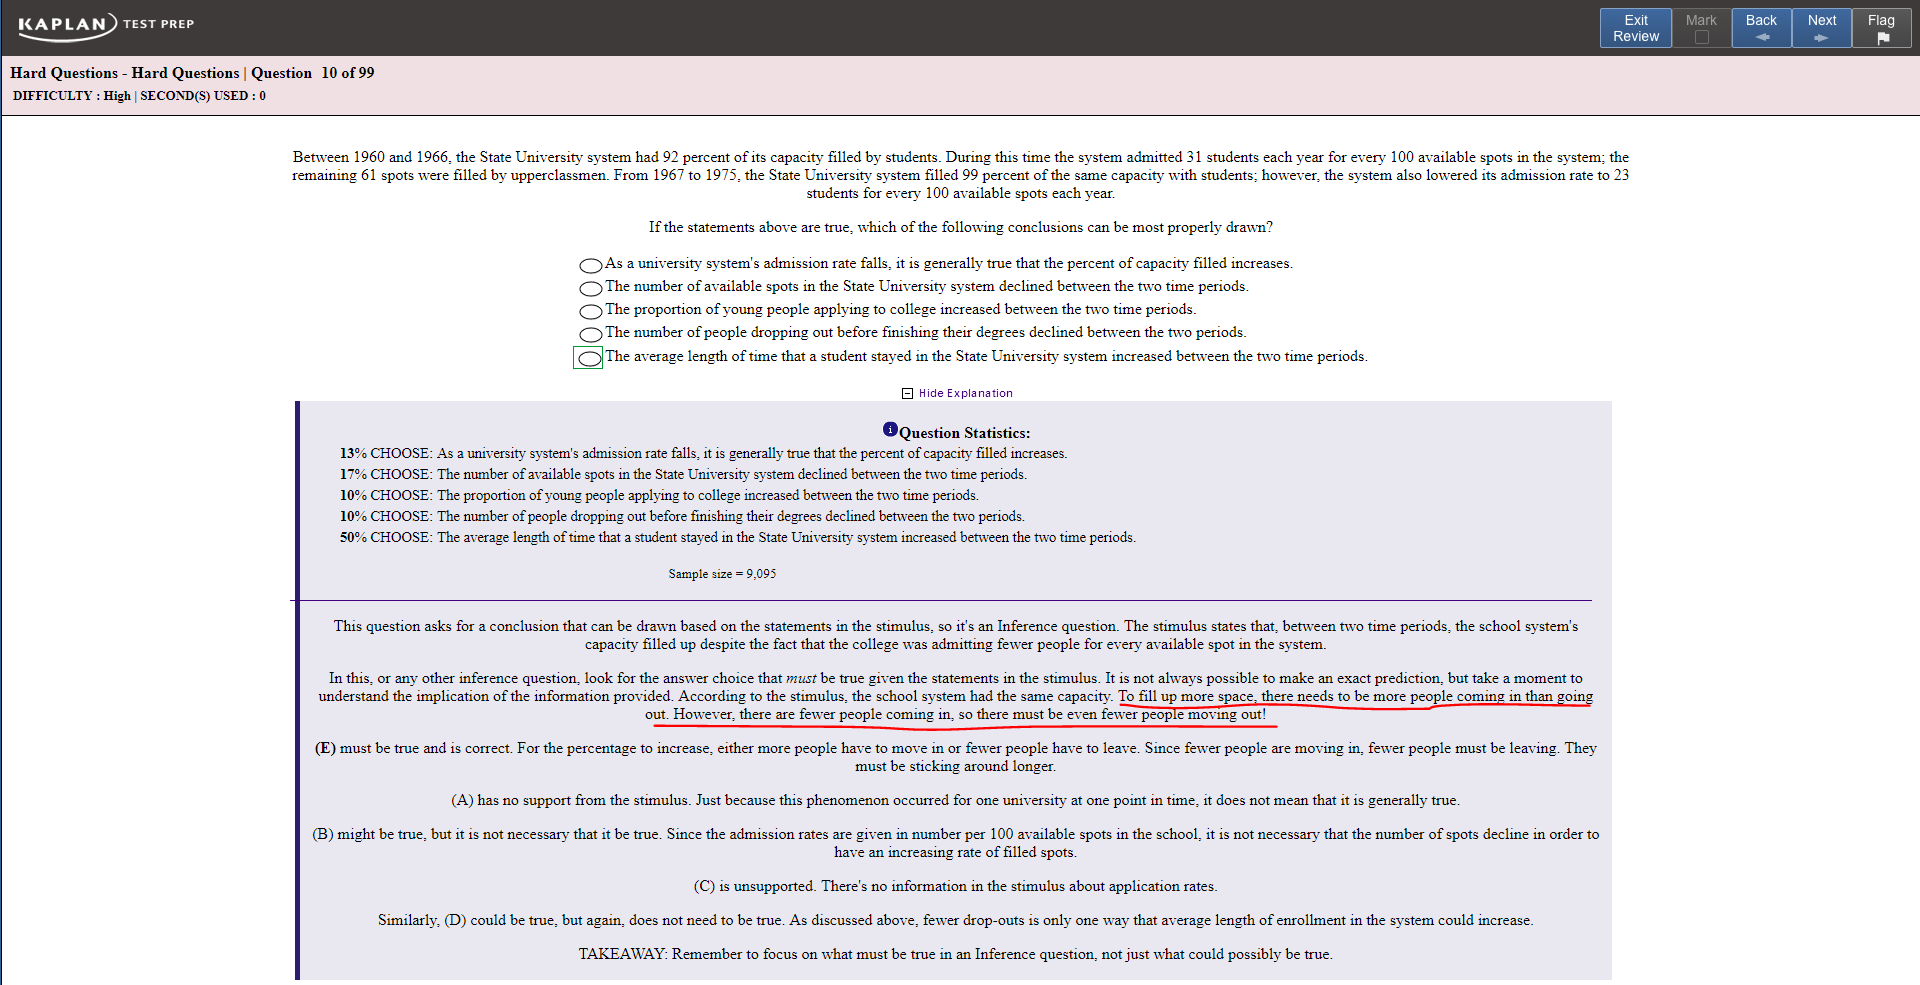 KAPLAN TEST PREP
Exit Review
Mark
Back
Next
Flag
Hard Questions - Hard Questions | Question 10 of 99
DIFFICULTY : High | SECOND(S) USED : 0
Between 1960 and 1966, the State University system had 92 percent of its capacity filled by students. During this time the system admitted 31 students each year for every 100 available spots in the system; the
remaining 61 spots were filled by upperclassmen. From 1967 to 1975, the State University system filled 99 percent of the same capacity with students; however, the system also lowered its admission rate to 23
students for every 100 available spots each year.
If the statements above are true, which of the following conclusions can be most properly drawn?
As a university system's admission rate falls, it is generally true that the percent of capacity filled increases.
The number of available spots in the State University system declined between the two time periods.
The proportion of young people applying to college increased between the two time periods.
The number of people dropping out before finishing their degrees declined between the two periods.
The average length of time that a student stayed in the State University system increased between the two time periods.
Hide Explanation
Question Statistics:
13% CHOOSE: As a university system's admission rate falls, it is generally true that the percent of capacity filled increases.
17% CHOOSE: The number of available spots in the State University system declined between the two time periods.
10% CHOOSE: The proportion of young people applying to college increased between the two time periods.
10% CHOOSE: The number of people dropping out before finishing their degrees declined between the two periods.
50% CHOOSE: The average length of time that a student stayed in the State University system increased between the two time periods.
Sample size = 9,095
This question asks for a conclusion that can be drawn based on the statements in the stimulus, so it's an Inference question. The stimulus states that, between two time periods, the school system's
capacity filled up despite the fact that the college was admitting fewer people for every available spot in the system.
In this, or any other inference question, look for the answer choice that must be true given the statements in the stimulus. It is not always possible to make an exact prediction, but take a moment to
understand the implication of the information provided. According to the stimulus, the school system had the same capacity. To fill up more space, there needs to be more people coming in than going
out. However, there are fewer people coming in, so there must be even fewer people moving out!
(E) must be true and is correct. For the percentage to increase, either more people have to move in or fewer people have to leave. Since fewer people are moving in, fewer people must be leaving. They
must be sticking around longer.
(A) has no support from the stimulus. Just because this phenomenon occurred for one university at one point in time, it does not mean that it is generally true.
(B) might be true, but it is not necessary that it be true. Since the admission rates are given in number per 100 available spots in the school, it is not necessary that the number of spots decline in order to
have an increasing rate of filled spots.
(C) is unsupported. There's no information in the stimulus about application rates.
Similarly, (D) could be true, but again, does not need to be true. As discussed above, fewer drop-outs is only one way that average length of enrollment in the system could increase.
TAKEAWAY: Remember to focus on what must be true in an Inference question, not just what could possibly be true.